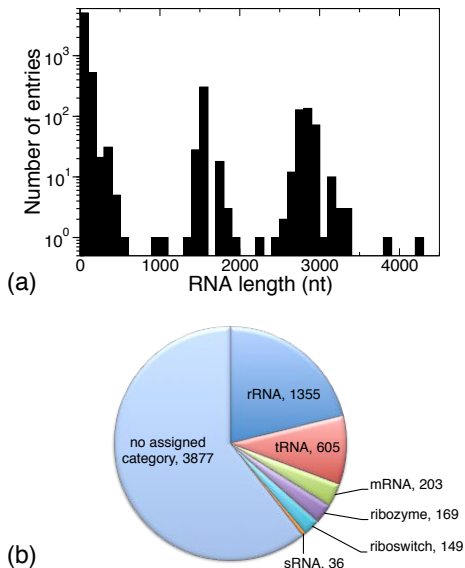 Number of entries
10³
10²
10¹
10⁰
0 1000 2000 3000 4000
RNA length (nt)
(a)
rRNA, 1355
tRNA, 605
no assigned
category, 3877
mRNA, 203
ribozyme, 169
riboswitch, 149
sRNA, 36
(b)